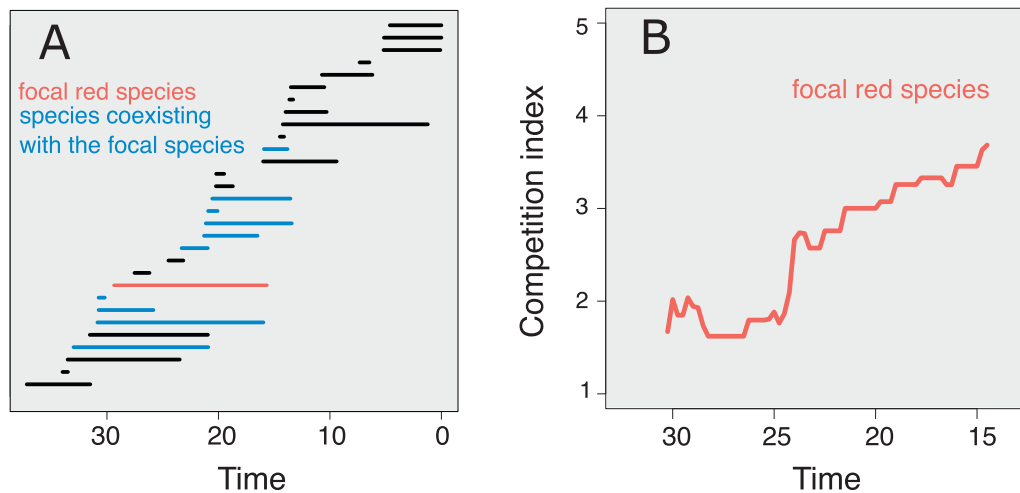 A
focal red species
species coexisting
with the focal species
30
20
10
0
Time
B
focal red species
Competition index
5
4
3
2
1
30
25
20
15
Time